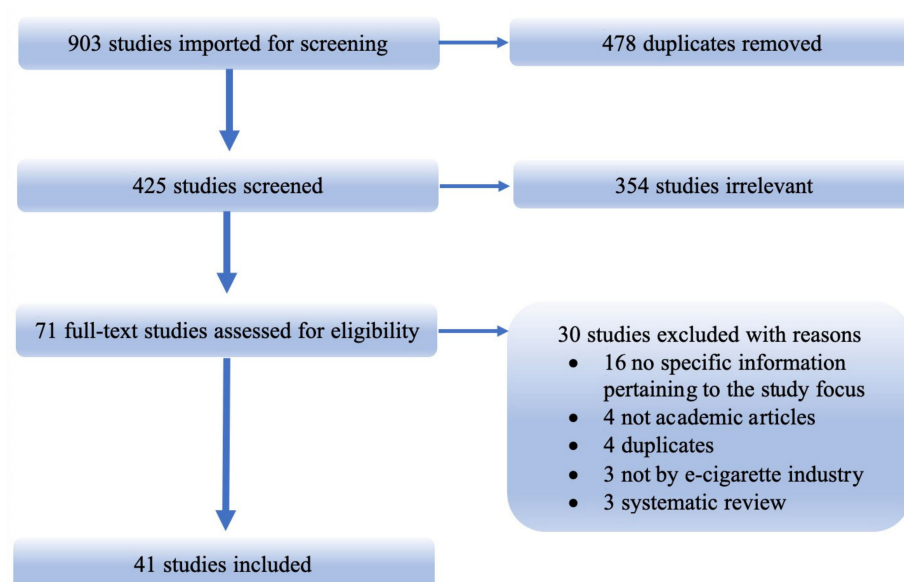 903 studies imported for screening
478 duplicates removed
425 studies screened
354 studies irrelevant
71 full-text studies assessed for eligibility
30 studies excluded with reasons
• 16 no specific information
pertaining to the study focus
• 4 not academic articles
• 4 duplicates
• 3 not by e-cigarette industry
• 3 systematic review
41 studies included